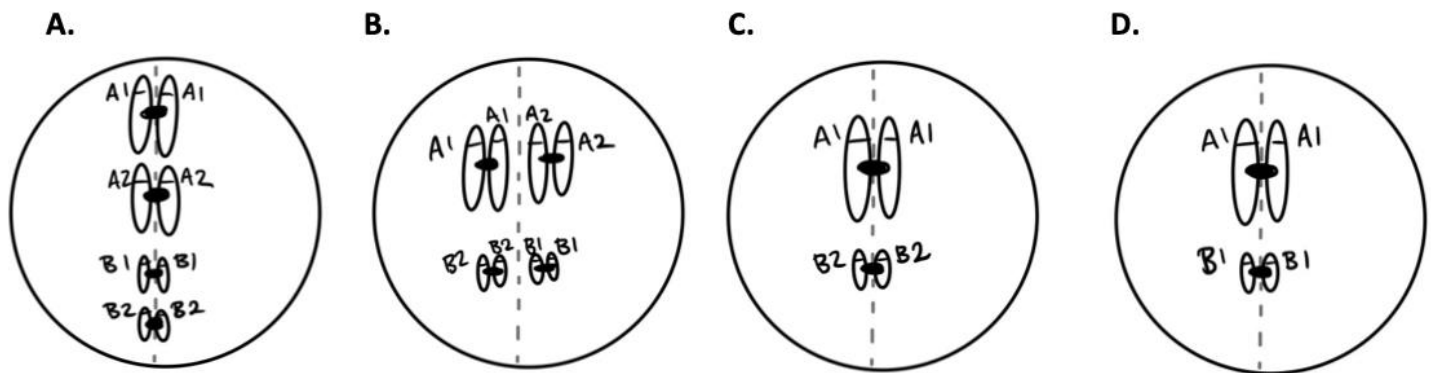 A. B. C. D.
A1 A1
A2 A2
B1 B1
B2 B2
A1 A1 A2 A2
B2 B2 B1 B1
A1 A1
B2 B2
A1 A1
B1 B1